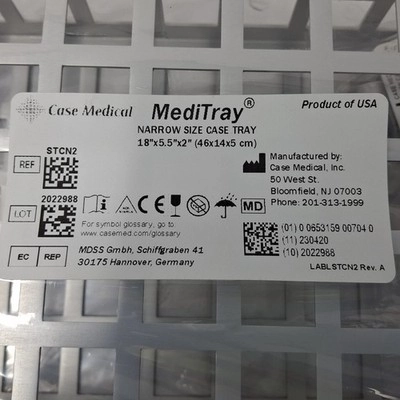 Case Medical
MediTray®
Product of USA
NARROW SIZE CASE TRAY
18"x5.5"x2" (46x14x5 cm)
REF
STCN2
LOT
2022988
Manufactured by:
Case Medical, Inc.
50 West St.
Bloomfield, NJ 07003
Phone: 201-313-1999
MD
For symbol glossary, go to:
www.casemed.com/glossary
EC REP
MDSS Gmbh, Schiffgraben 41
30175 Hannover, Germany
(01) 0 0653159 00704 0
(11) 230420
(10) 2022988
LABLSTCN2 Rev. A